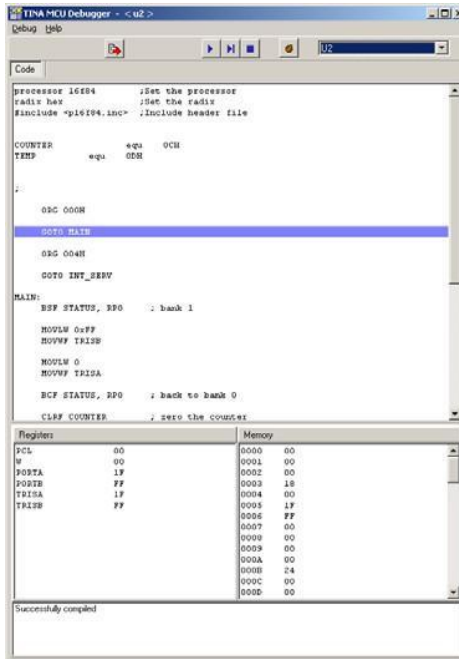 TINA MCU Debugger - < u2 >
Debug Help
U2
Code
processor 16f84 ;Set the processor
radix hex ;Set the radix
#include <p16f84.inc> ;Include header file
COUNTER equ 0CH
TEMP equ 0DH
;
ORG 000H
GOTO MAIN
ORG 004H
GOTO INT_SERV
MAIN:
BSF STATUS, RP0 ; bank 1
MOVLW 0xFF
MOVWF TRISB
MOVLW 0
MOVWF TRISA
BCF STATUS, RP0 ; back to bank 0
CLRF COUNTER ; zero the counter
Registers
PCL 00
W 00
PORTA 1F
PORTB FF
TRISA 1F
TRISB FF
Memory
0000 00
0001 00
0002 00
0003 18
0004 00
0005 1F
0006 FF
0007 00
0008 00
0009 00
000A 00
000B 24
000C 00
000D 00
Successfully compiled